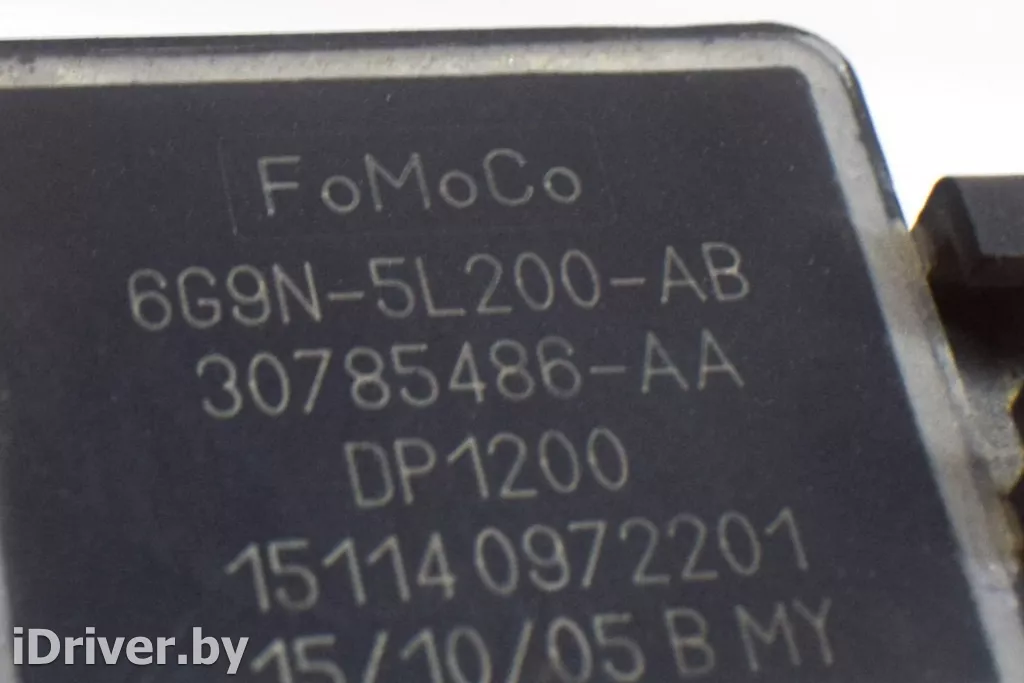 FoMoCo
6G9N-5L200-AB
30785486-AA
DP1200
15114 0972201
15/10/05 B MY
iDriver.by